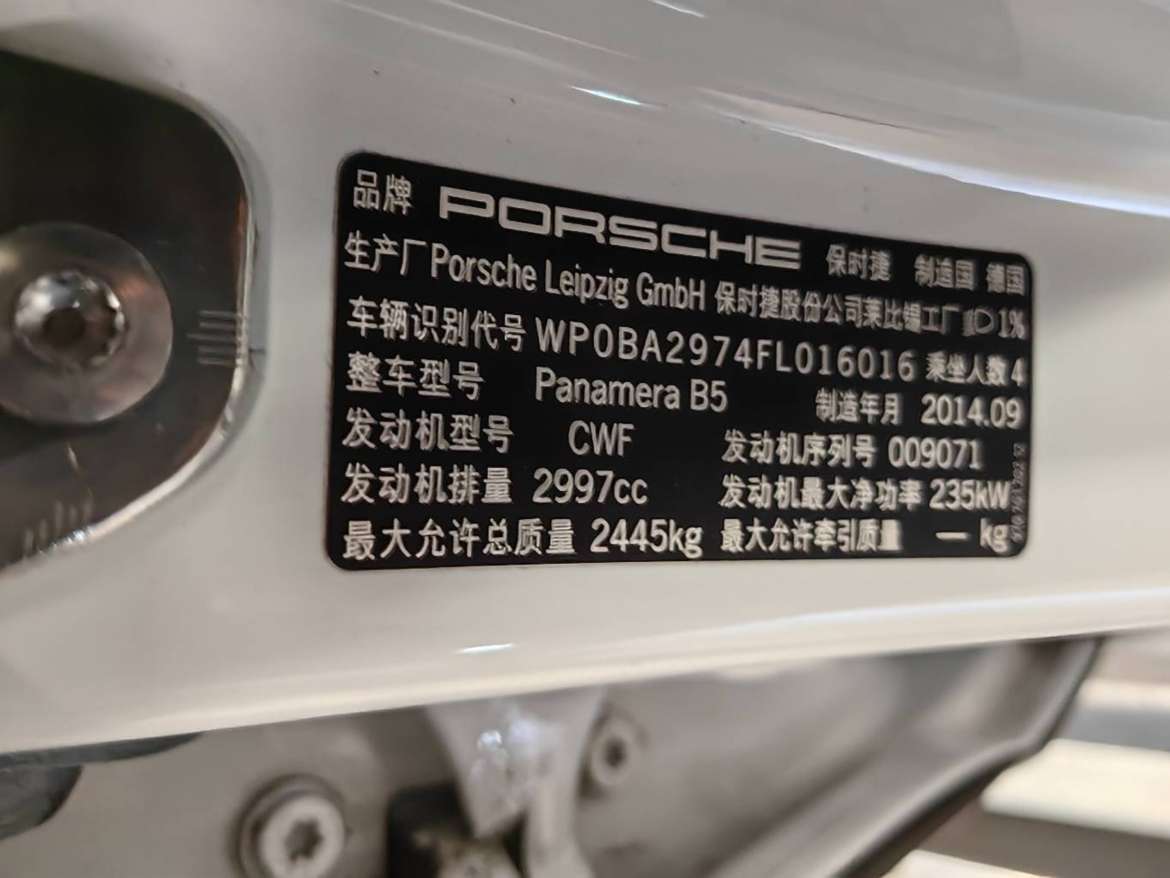 品牌 PORSCHE 保时捷 制造国 德国
生产厂 Porsche Leipzig GmbH 保时捷股份公司莱比锡工厂 1%
车辆识别代号 WP0BA2974FL016016 乘坐人数 4
整车型号 Panamera B5 制造年月 2014.09
发动机型号 CWF 发动机序列号 009071
发动机排量 2997cc 发动机最大净功率 235kW
最大允许总质量 2445kg 最大允许牵引质量 — kg